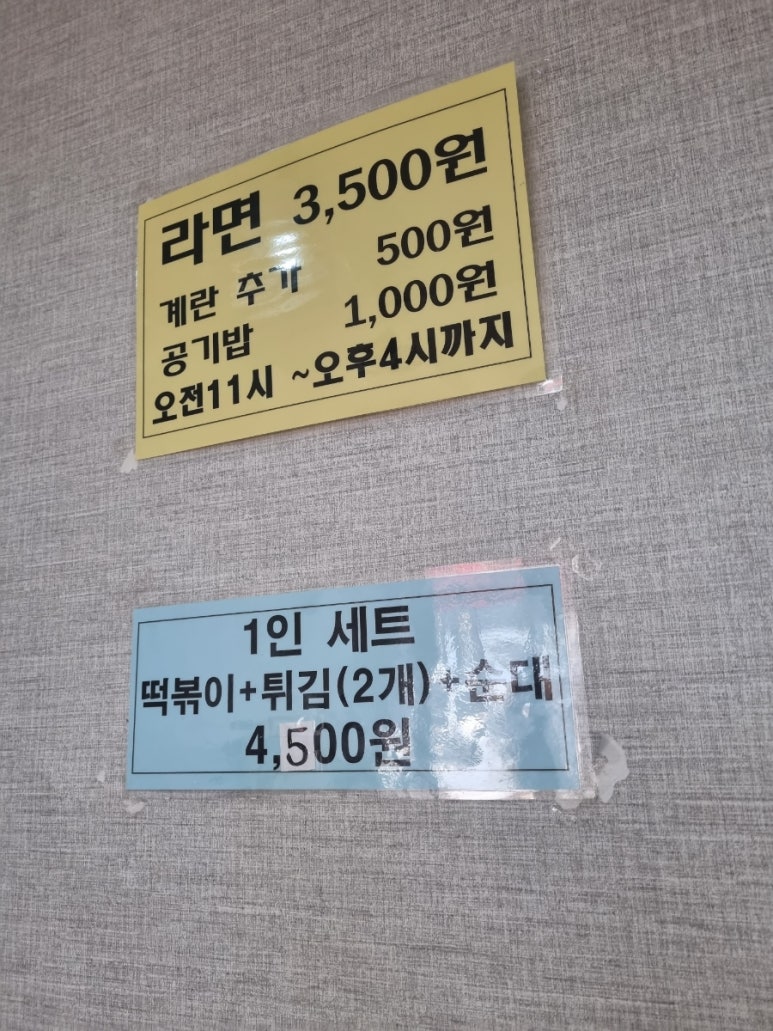 라면 3,500원
계란 추가 500원
공기밥 1,000원
오전11시 ~오후4시까지
1인 세트
떡볶이+튀김(2개)+순대
4,500원